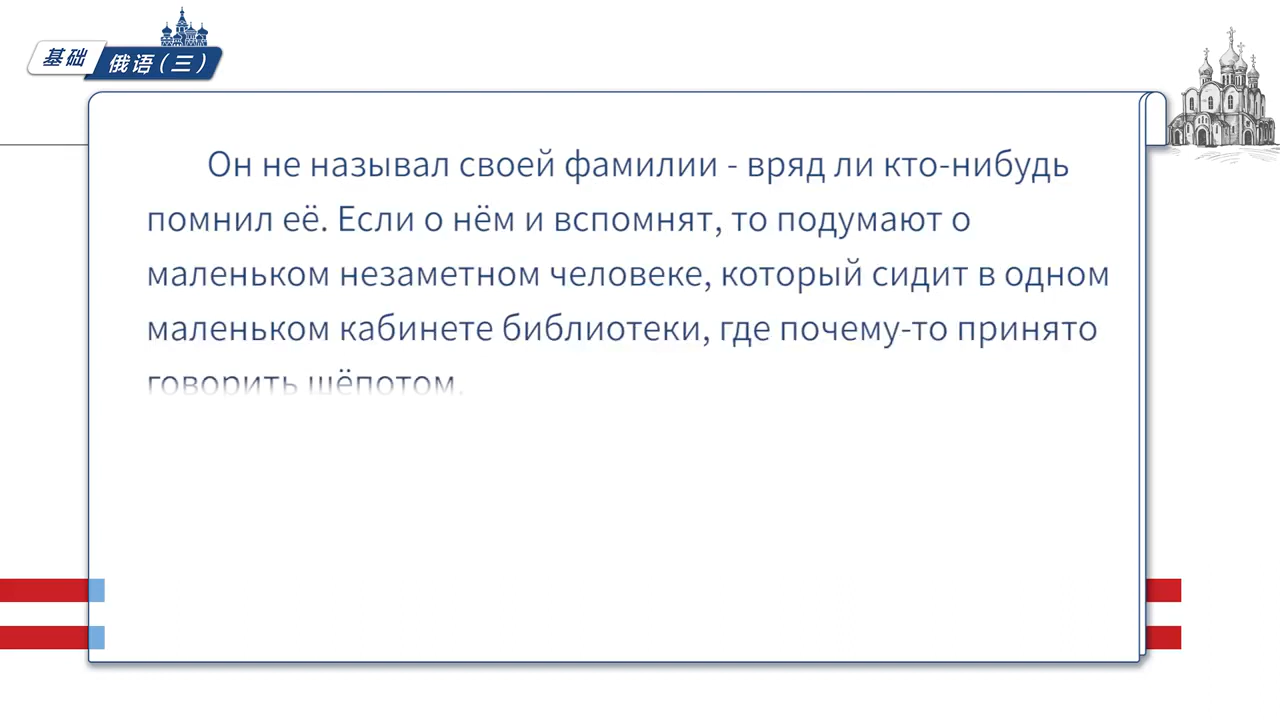 基础
俄语(三)
Он не называл своей фамилии - вряд ли кто-нибудь
помнил её. Если о нём и вспомнят, то подумают о
маленьком незаметном человеке, который сидит в одном
маленьком кабинете библиотеки, где почему-то принято
говорить шёпотом.